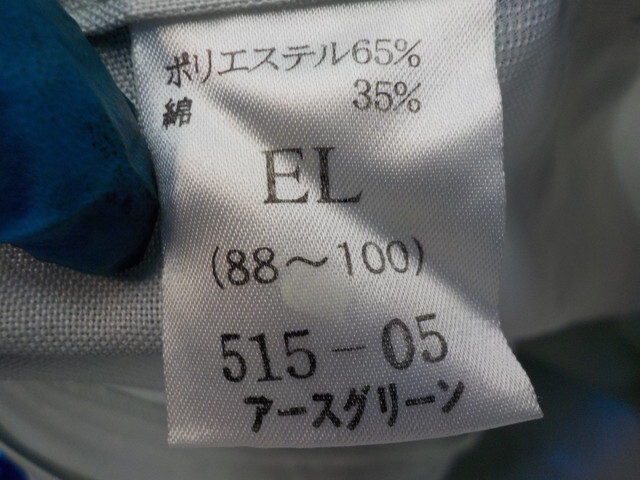 ポリエステル65%
綿 35%
EL
(88～100)
515-05
アースグリーン